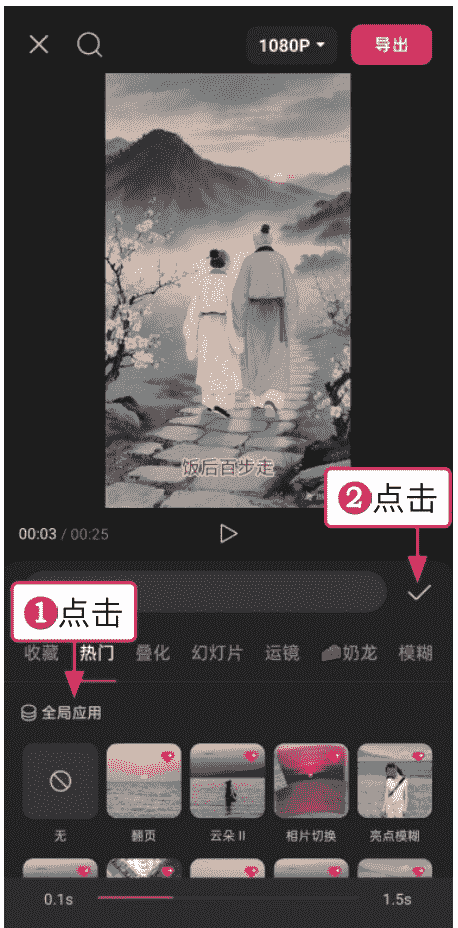 1080P
导出
饭后百步走
❷点击
00:03 / 00:25
❶点击
收藏 热门 叠化 幻灯片 运镜 奶龙 模糊
全局应用
无 翻页 云朵 II 相片切换 亮点模糊
0.1s 1.5s